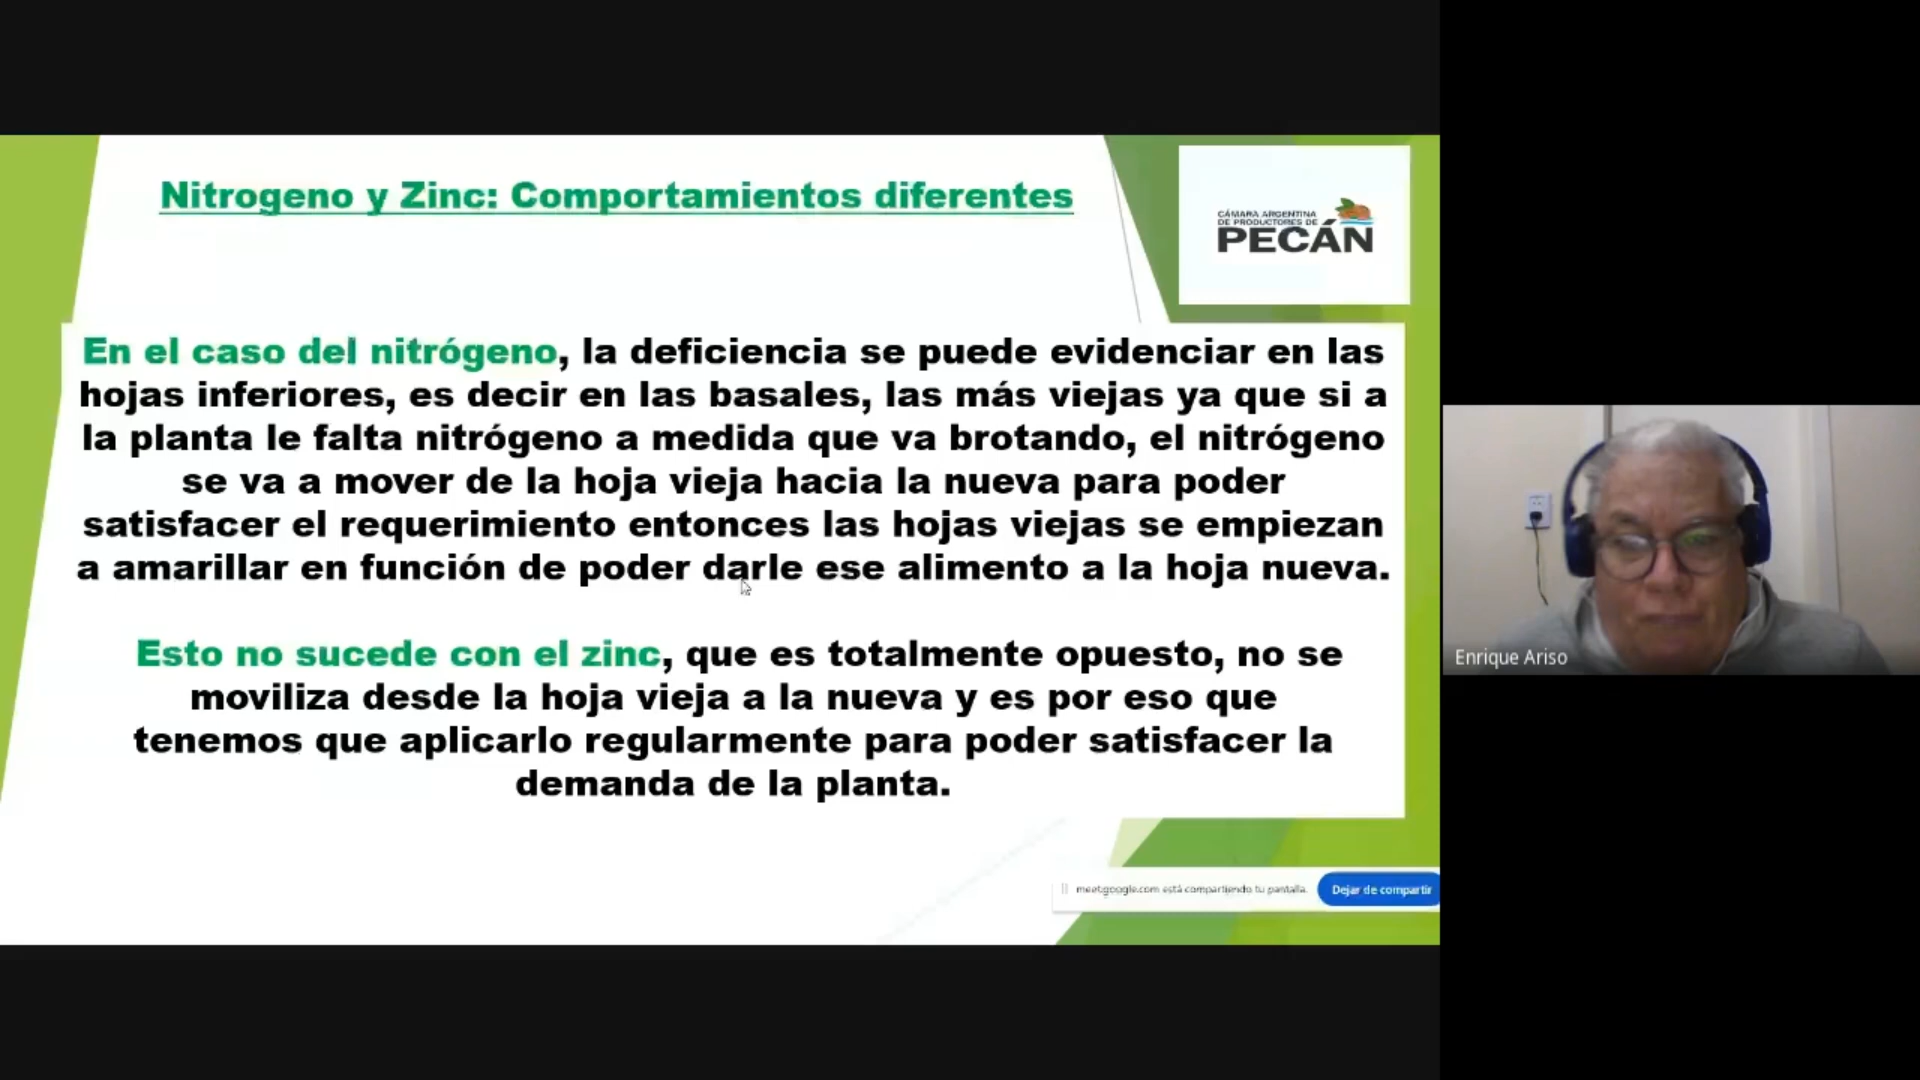 Nitrogeno y Zinc: Comportamientos diferentes
CÁMARA ARGENTINA
DE PRODUCTORES DE
PECÁN
En el caso del nitrógeno, la deficiencia se puede evidenciar en las
hojas inferiores, es decir en las basales, las más viejas ya que si a
la planta le falta nitrógeno a medida que va brotando, el nitrógeno
se va a mover de la hoja vieja hacia la nueva para poder
satisfacer el requerimiento entonces las hojas viejas se empiezan
a amarillar en función de poder darle ese alimento a la hoja nueva.
Esto no sucede con el zinc, que es totalmente opuesto, no se
moviliza desde la hoja vieja a la nueva y es por eso que
tenemos que aplicarlo regularmente para poder satisfacer la
demanda de la planta.
meet.google.com está compartiendo tu pantalla.
Dejar de compartir
Enrique Ariso